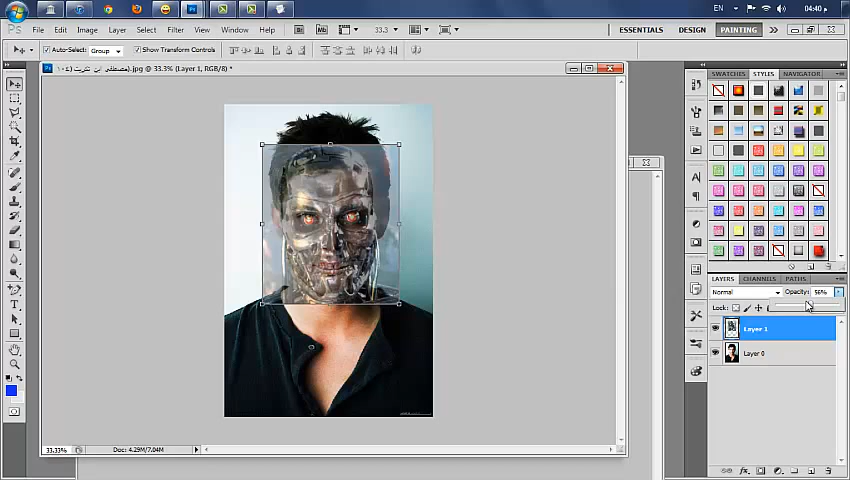 EN
04:40 م
Ps
Mb
33.3
ESSENTIALS
DESIGN
PAINTING
File Edit Image Layer Select Filter View Window Help
Auto-Select: Group
Show Transform Controls
.jpg @ 33.3% (Layer 1, RGB/8) *
SWATCHES STYLES NAVIGATOR
LAYERS CHANNELS PATHS
Normal
Opacity: 56%
Lock:
Layer 1
Layer 0
33.33%
Doc: 4.29M/7.04M